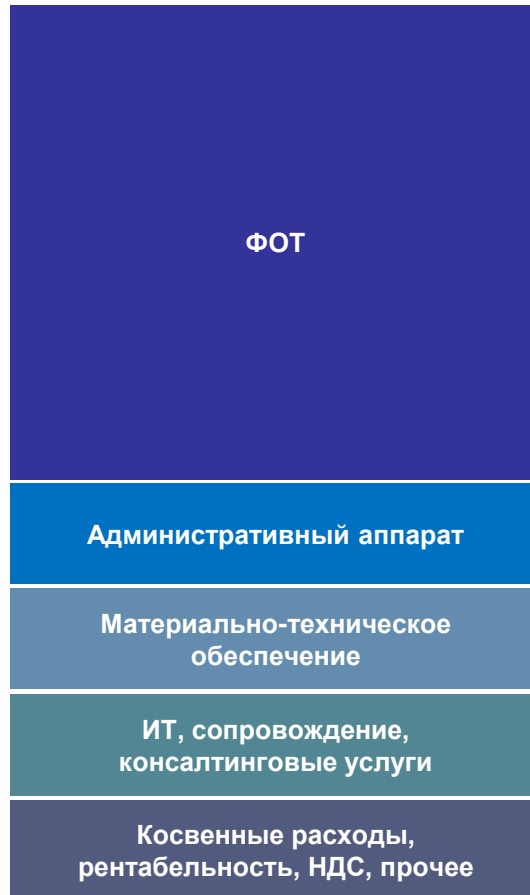 ФОТ
Административный аппарат
Материально-техническое
обеспечение
ИТ, сопровождение,
консалтинговые услуги
Косвенные расходы,
рентабельность, НДС, прочее